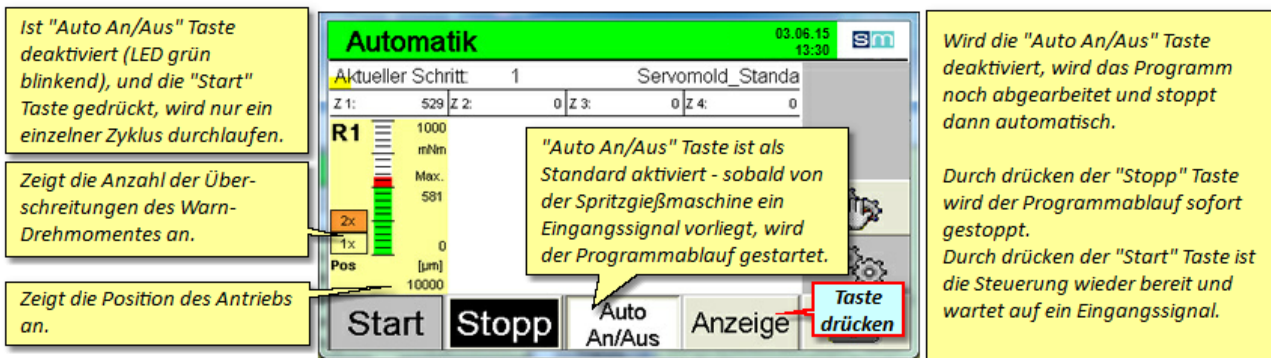 Ist "Auto An/Aus" Taste
deaktiviert (LED grün
blinkend), und die "Start"
Taste gedrückt, wird nur ein
einzelner Zyklus durchlaufen.
Zeigt die Anzahl der Über-
schreitungen des Warn-
Drehmomentes an.
Zeigt die Position des Antriebs
an.
Automatik
03.06.15
13:30
sm
Aktueller Schritt: 1 Servomold_Standa
Z 1: 529 Z 2: 0 Z 3: 0 Z 4: 0
R1
1000
mNm
Max.
581
2x
1x
0
Pos [µm]
10000
"Auto An/Aus" Taste ist als
Standard aktiviert - sobald von
der Spritzgießmaschine ein
Eingangssignal vorliegt, wird
der Programmablauf gestartet.
Start
Stopp
Auto
An/Aus
Anzeige
Taste
drücken
Wird die "Auto An/Aus" Taste
deaktiviert, wird das Programm
noch abgearbeitet und stoppt
dann automatisch.
Durch drücken der "Stopp" Taste
wird der Programmablauf sofort
gestoppt.
Durch drücken der "Start" Taste ist
die Steuerung wieder bereit und
wartet auf ein Eingangssignal.